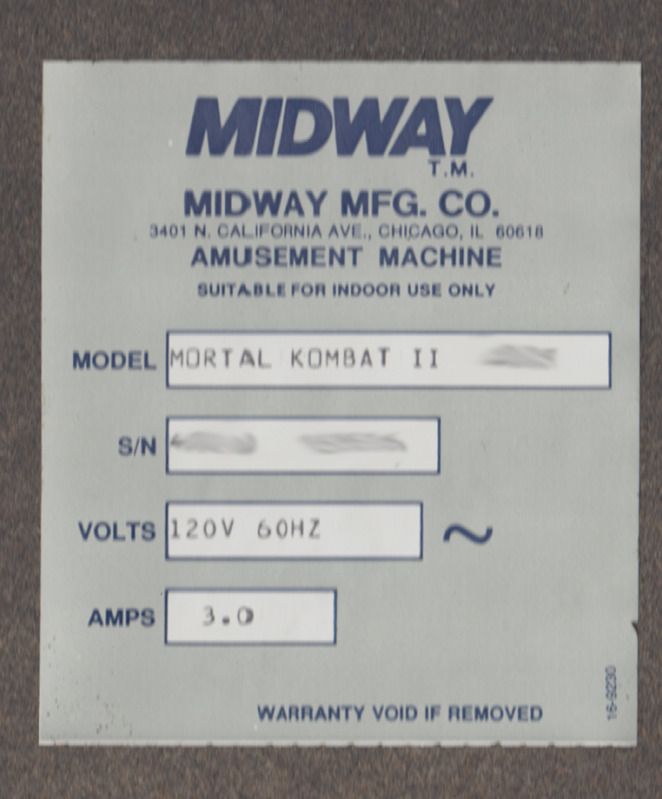 MIDWAY
T.M.
MIDWAY MFG. CO.
3401 N. CALIFORNIA AVE., CHICAGO, IL 60618
AMUSEMENT MACHINE
SUITABLE FOR INDOOR USE ONLY
MODEL MORTAL KOMBAT II
S/N
VOLTS 120V 60HZ ~
AMPS 3.0
WARRANTY VOID IF REMOVED
16-9230